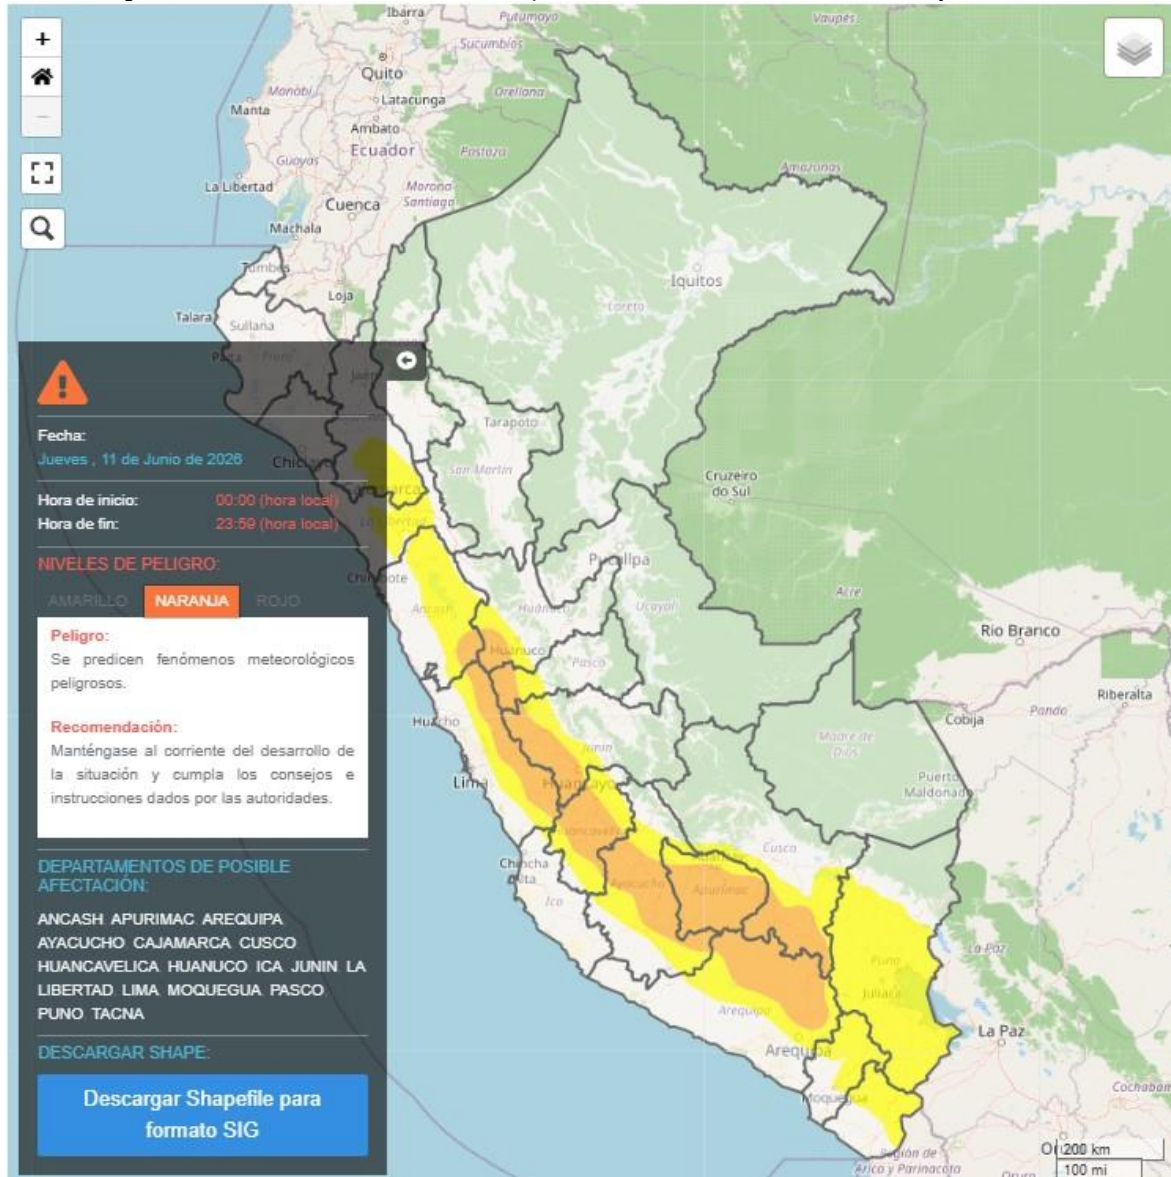 Ibarra
Putumayo
Vaupés
Sucumbíos
Quito
Orellana
Latacunga
Manabí
Manta
Ambato
Ecuador
Pastaza
Guayas
Amazonas
La Libertad
Morona-
Santiago
Cuenca
Machala
Tumbes
Loja
Iquitos
Loreto
Talara
Sullana
Tarapoto
San Martín
Cruzeiro
do Sul
Pucallpa
Acre
Ancash
Huánuco
Ucayali
Huanuco
Pasco
Rio Branco
Riberalta
Cobija
Pando
Huacho
Junín
Madre de
Dios
Lima
Huancayo
Puerto
Maldonado
Huancavelica
Chincha
Alta
Cusco
Ica
Ayacucho
Apurímac
La Paz
Puno
Juliaca
Arequipa
La Paz
Arequipa
Moquegua
Cochabam
Región de
Arica y Parinacota
Oruro
200 km
100 mi
Fecha:
Jueves , 11 de Junio de 2026
Hora de inicio: 00:00 (hora local)
Hora de fin: 23:59 (hora local)
NIVELES DE PELIGRO:
AMARILLO NARANJA ROJO
Peligro:
Se predicen fenómenos meteorológicos
peligrosos.
Recomendación:
Manténgase al corriente del desarrollo de
la situación y cumpla los consejos e
instrucciones dados por las autoridades.
DEPARTAMENTOS DE POSIBLE
AFECTACIÓN:
ANCASH APURIMAC AREQUIPA
AYACUCHO CAJAMARCA CUSCO
HUANCAVELICA HUANUCO ICA JUNIN LA
LIBERTAD LIMA MOQUEGUA PASCO
PUNO TACNA
DESCARGAR SHAPE:
Descargar Shapefile para
formato SIG